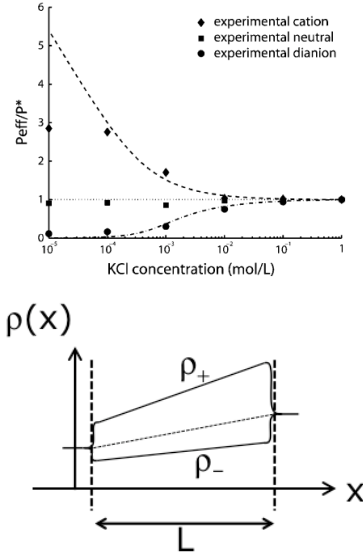 6
5
4
3
2
1
0
Peff/P*
experimental cation
experimental neutral
experimental dianion
10⁻⁵ 10⁻⁴ 10⁻³ 10⁻² 10⁻¹ 1
KCl concentration (mol/L)
ρ(x)
ρ₊
ρ₋
x
L